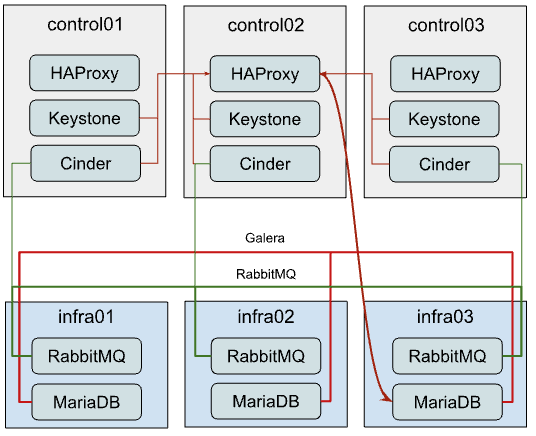 control01
control02
control03
HAProxy
HAProxy
HAProxy
Keystone
Keystone
Keystone
Cinder
Cinder
Cinder
Galera
RabbitMQ
infra01
infra02
infra03
RabbitMQ
RabbitMQ
RabbitMQ
MariaDB
MariaDB
MariaDB